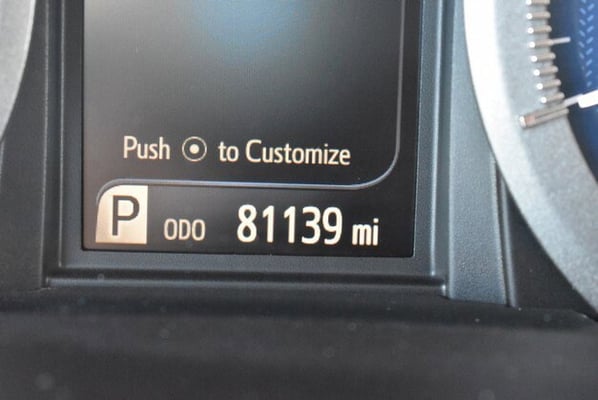 Push ⦿ to Customize
P ODO 81139 mi